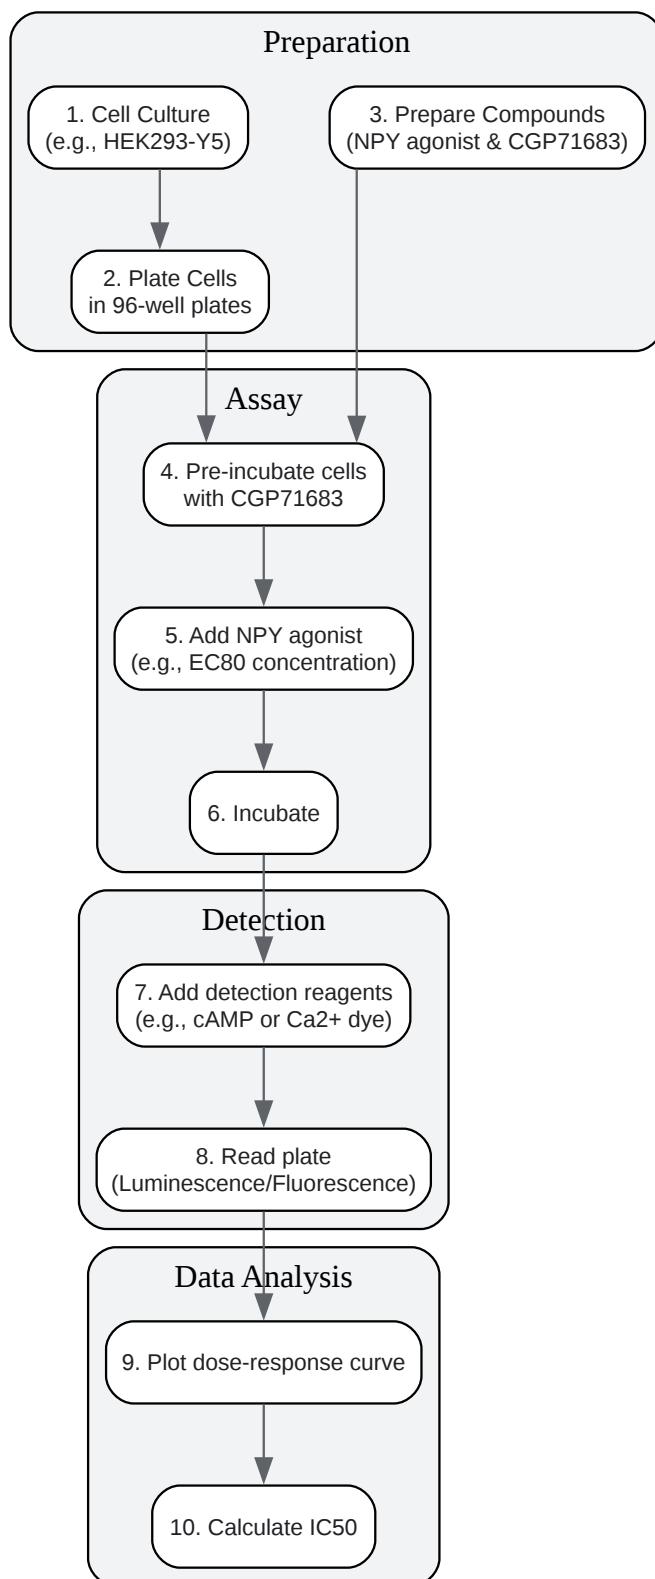 Preparation
1. Cell Culture
(e.g., HEK293-Y5)
3. Prepare Compounds
(NPY agonist & CGP71683)
2. Plate Cells
in 96-well plates
Assay
4. Pre-incubate cells
with CGP71683
5. Add NPY agonist
(e.g., EC80 concentration)
6. Incubate
Detection
7. Add detection reagents
(e.g., cAMP or Ca2+ dye)
8. Read plate
(Luminescence/Fluorescence)
Data Analysis
9. Plot dose-response curve
10. Calculate IC50